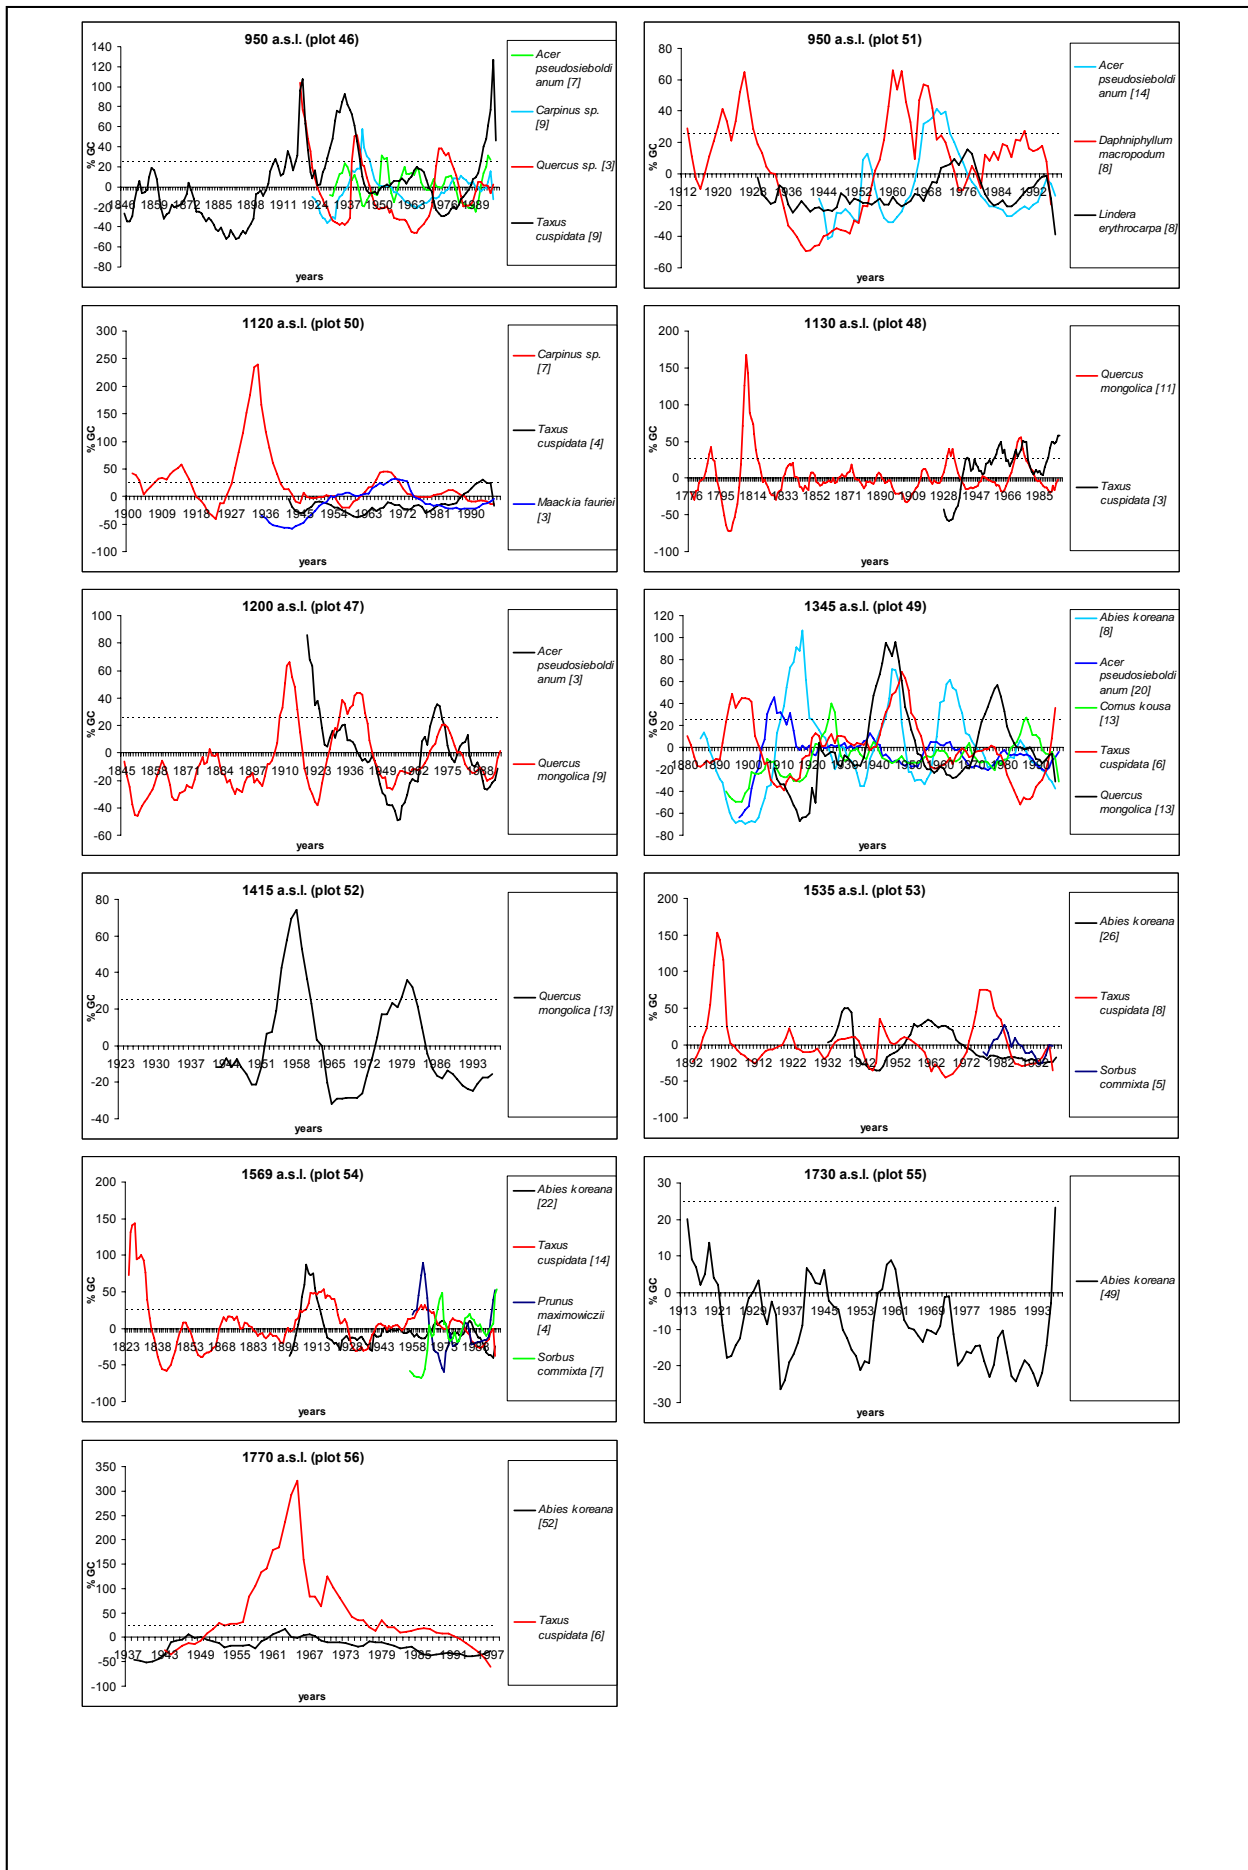 950 a.s.l. (plot 46)
140
120
100
80
60
40
20
0
-20
-40
-60
-80
% GC
1846 1859 1872 1885 1898 1911 1924 1937 1950 1963 1976 1989
years
Acer
pseudosieboldi
anum [7]
Carpinus sp.
[9]
Quercus sp. [3]
Taxus
cuspidata [9]
950 a.s.l. (plot 51)
80
60
40
20
0
-20
-40
-60
% GC
1912 1920 1928 1936 1944 1952 1960 1968 1976 1984 1992
years
Acer
pseudosieboldi
anum [14]
Daphniphyllum
macropodum
[8]
Lindera
erythrocarpa [8]
1120 a.s.l. (plot 50)
300
250
200
150
100
50
0
-50
-100
% GC
1900 1909 1918 1927 1936 1945 1954 1963 1972 1981 1990
years
Carpinus sp.
[7]
Taxus
cuspidata [4]
Maackia fauriei
[3]
1130 a.s.l. (plot 48)
200
150
100
50
0
-50
-100
% GC
1776 1795 1814 1833 1852 1871 1890 1909 1928 1947 1966 1985
years
Quercus
mongolica [11]
Taxus
cuspidata [3]
1200 a.s.l. (plot 47)
100
80
60
40
20
0
-20
-40
-60
% GC
1845 1858 1871 1884 1897 1910 1923 1936 1949 1962 1975 1988
years
Acer
pseudosieboldi
anum [3]
Quercus
mongolica [9]
1345 a.s.l. (plot 49)
120
100
80
60
40
20
0
-20
-40
-60
-80
% GC
1880 1890 1900 1910 1920 1930 1940 1950 1960 1970 1980 1990
years
Abies koreana
[8]
Acer
pseudosieboldi
anum [20]
Cornus kousa
[13]
Taxus
cuspidata [6]
Quercus
mongolica [13]
1415 a.s.l. (plot 52)
80
60
40
20
0
-20
-40
% GC
1923 1930 1937 1944 1951 1958 1965 1972 1979 1986 1993
years
Quercus
mongolica [13]
1535 a.s.l. (plot 53)
200
150
100
50
0
-50
-100
% GC
1892 1902 1912 1922 1932 1942 1952 1962 1972 1982 1992
years
Abies koreana
[26]
Taxus
cuspidata [8]
Sorbus
commixta [5]
1569 a.s.l. (plot 54)
200
150
100
50
0
-50
-100
% GC
1823 1838 1853 1868 1883 1898 1913 1928 1943 1958 1973 1988
years
Abies koreana
[22]
Taxus
cuspidata [14]
Prunus
maximowiczii
[4]
Sorbus
commixta [7]
1730 a.s.l. (plot 55)
30
20
10
0
-10
-20
-30
% GC
1913 1921 1929 1937 1945 1953 1961 1969 1977 1985 1993
years
Abies koreana
[49]
1770 a.s.l. (plot 56)
350
300
250
200
150
100
50
0
-50
-100
% GC
1937 1943 1949 1955 1961 1967 1973 1979 1985 1991 1997
years
Abies koreana
[52]
Taxus
cuspidata [6]